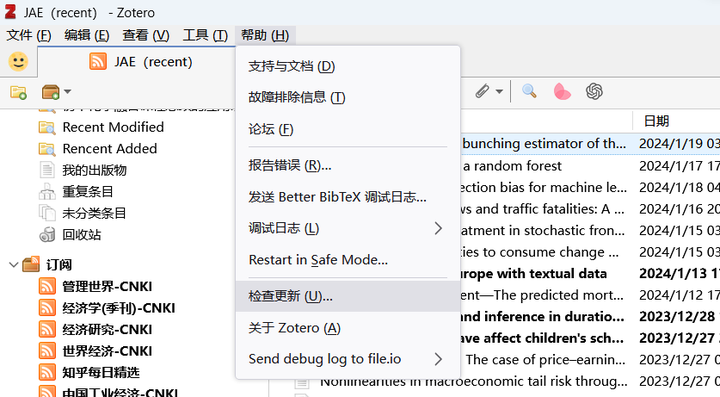 JAE（recent） - Zotero
文件 (F) 编辑 (E) 查看 (V) 工具 (T) 帮助 (H)
JAE（recent）
Recent Modified
Rencent Added
我的出版物
重复条目
未分类条目
回收站
订阅
管理世界-CNKI
经济学(季刊)-CNKI
经济研究-CNKI
世界经济-CNKI
知乎每日精选
中国工业经济-CNKI
支持与文档 (D)
故障排除信息 (T)
论坛 (F)
报告错误 (R)...
发送 Better BibTeX 调试日志...
调试日志 (L)
Restart in Safe Mode...
检查更新 (U)...
关于 Zotero (A)
Send debug log to file.io
日期
bunching estimator of th... 2024/1/19 03
a random forest 2024/1/17 17
ection bias for machine le... 2024/1/18 04
ws and traffic fatalities: A ... 2024/1/16 20
atment in stochastic fron... 2024/1/15 03
ties to consume change ... 2024/1/15 03
urope with textual data 2024/1/13 1
ent—The predicted mort... 2024/1/12 17
and inference in duratio... 2023/12/28
ave affect children's sch... 2023/12/27
The case of price–earnin... 2023/12/27 0
Nonlinearities in macroeconomic tail risk throug... 2023/12/27 0